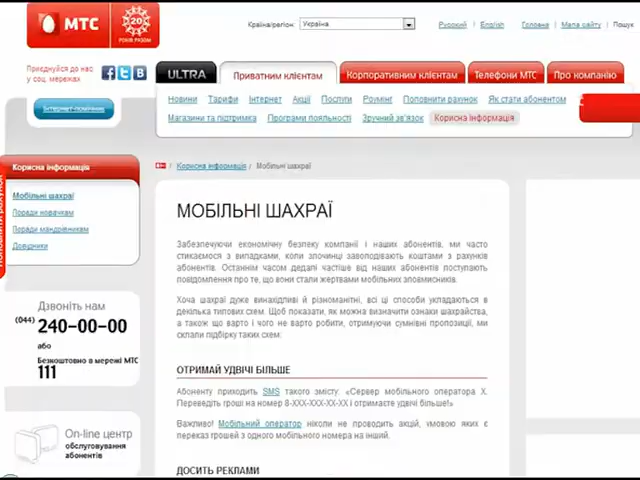 МТС
20
РОКІВ РАЗОМ
Країна/регіон: Україна
Русский / English Головна / Мапа сайту / Пошук
Приєднуйся до нас
у соц. мережах
ULTRA Приватним клієнтам Корпоративним клієнтам Телефони МТС Про компанію
Інтернет-помічник
Новини Тарифи Інтернет Акції Послуги Роумінг Поповнити рахунок Як стати абонентом
Магазини та підтримка Програми лояльності Зручний зв'язок Корисна інформація
Корисна інформація
/ Корисна інформація / Мобільні шахраї
Мобільні шахраї
Поради новачкам
Поради мандрівникам
Довідники
МОБІЛЬНІ ШАХРАЇ
Забезпечуючи економічну безпеку компанії і наших абонентів, ми часто
стикаємося з випадками, коли злочинці заволодівають коштами з рахунків
абонентів. Останнім часом дедалі частіше від наших абонентів поступають
повідомлення про те, що вони стали жертвами мобільних зловмисників.
Хоча шахраї дуже винахідливі й різноманітні, всі ці способи укладаються в
декілька типових схем. Щоб показати, як можна визначити ознаки шахрайства,
а також що варто і чого не варто робити, отримуючи сумнівні пропозиції, ми
склали підбірку таких схем:
Дзвоніть нам
(044) 240-00-00
або
Безкоштовно в мережі МТС
111
ОТРИМАЙ УДВІЧІ БІЛЬШЕ
Абоненту приходить SMS такого змісту: «Сервер мобільного оператора X.
Переведіть гроші на номер 8-XXX-XXX-XX-XX і отримаєте удвічі більше!»
Важливо! Мобільний оператор ніколи не проводить акцій, умовою яких є
переказ грошей з одного мобільного номера на інший.
On-line центр
обслуговування
абонентів
ДОСИТЬ РЕКЛАМИ